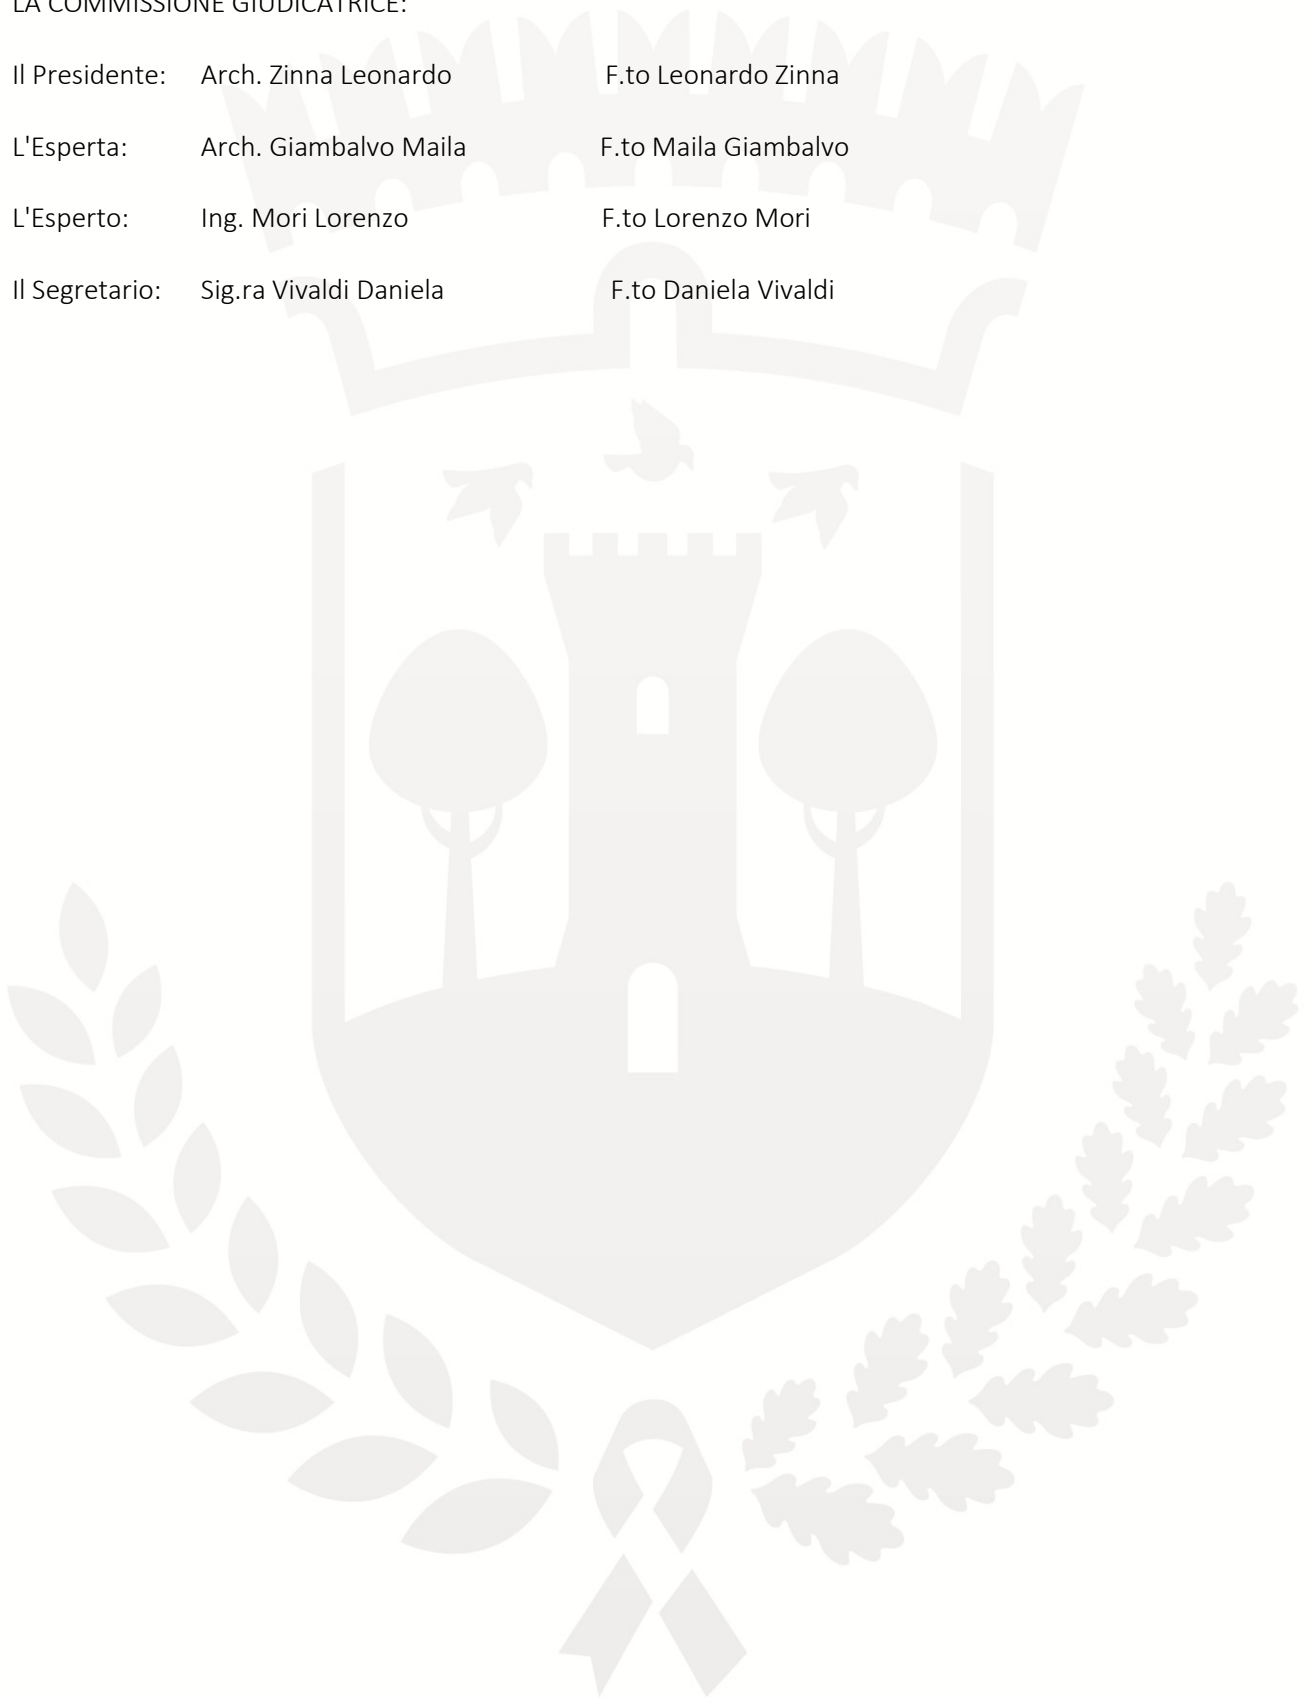 LA COMMISSIONE GIUDICATRICE:
Il Presidente: Arch. Zinna Leonardo F.to Leonardo Zinna
L'Esperta: Arch. Giambalvo Maila F.to Maila Giambalvo
L'Esperto: Ing. Mori Lorenzo F.to Lorenzo Mori
Il Segretario: Sig.ra Vivaldi Daniela F.to Daniela Vivaldi